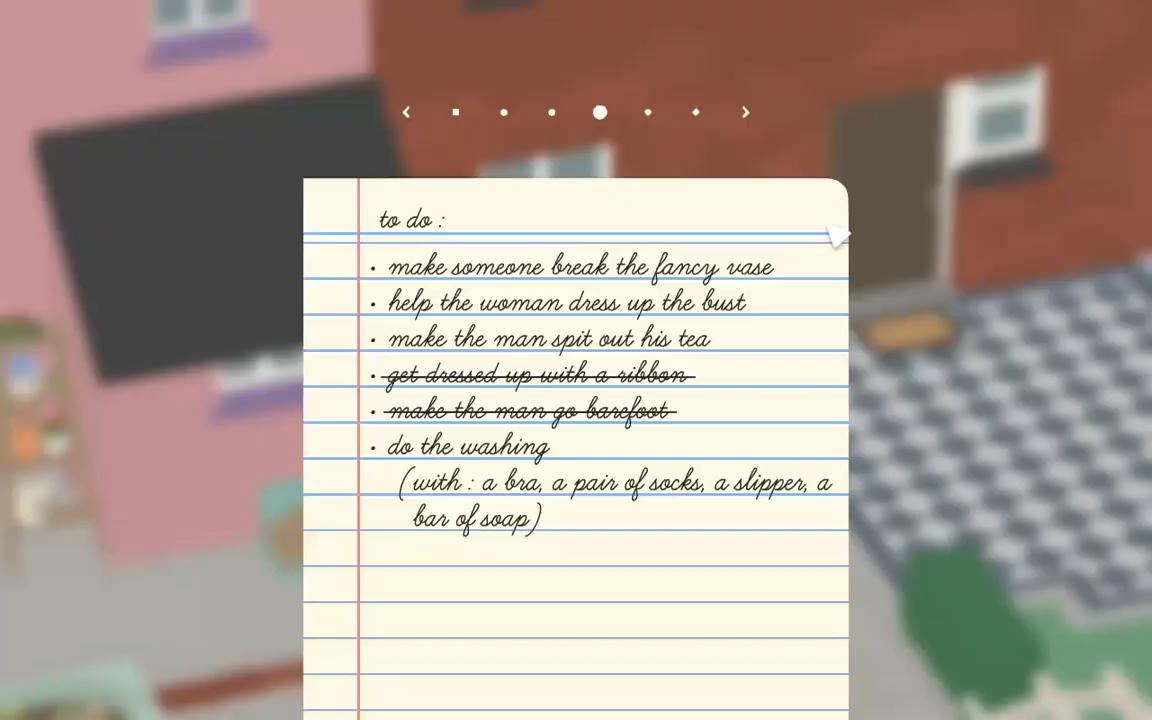 to do :
• make someone break the fancy vase
• help the woman dress up the bust
• make the man spit out his tea
• get dressed up with a ribbon
• make the man go barefoot
• do the washing
(with : a bra, a pair of socks, a slipper, a
bar of soap)